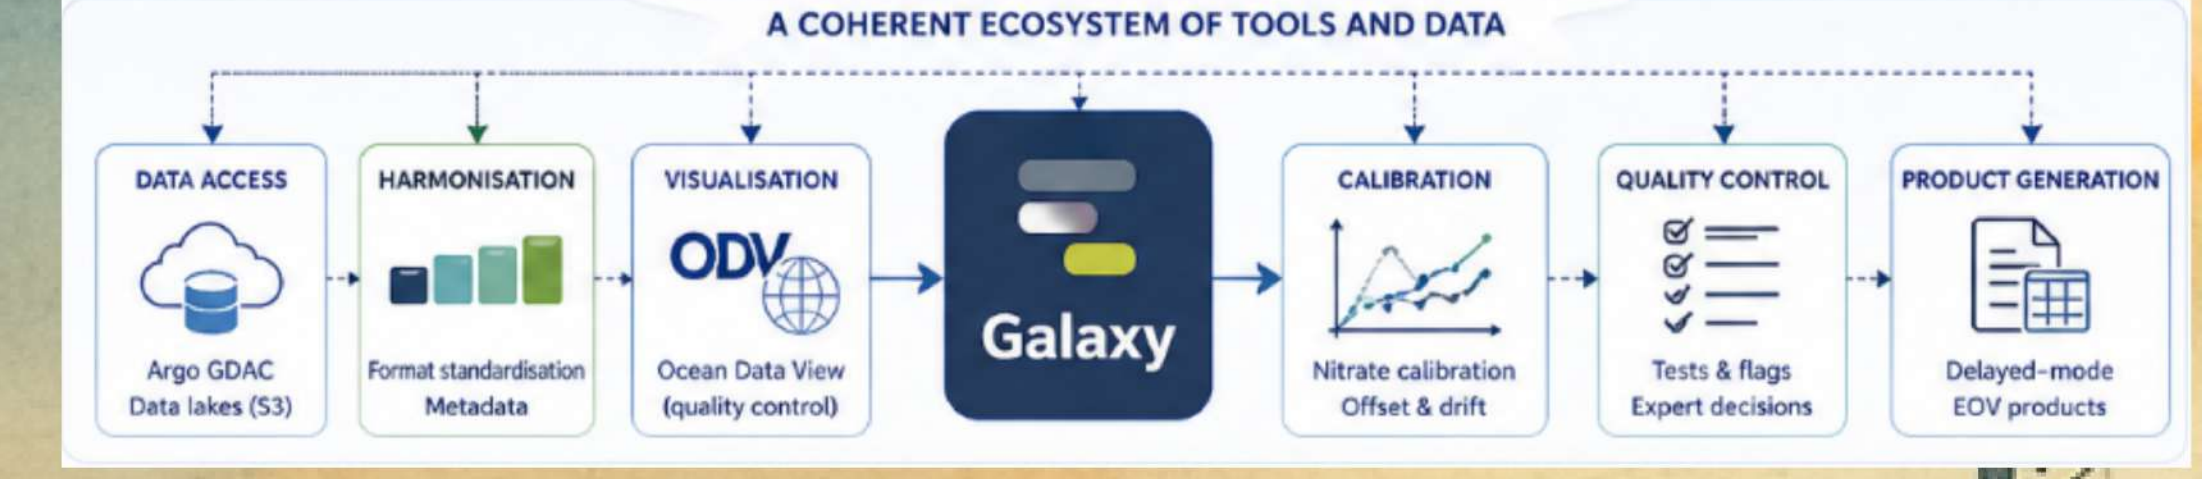 A COHERENT ECOSYSTEM OF TOOLS AND DATA
DATA ACCESS
Argo GDAC
Data lakes (S3)
HARMONISATION
Format standardisation
Metadata
VISUALISATION
ODV
Ocean Data View
(quality control)
Galaxy
CALIBRATION
Nitrate calibration
Offset & drift
QUALITY CONTROL
Tests & flags
Expert decisions
PRODUCT GENERATION
Delayed-mode
EOV products